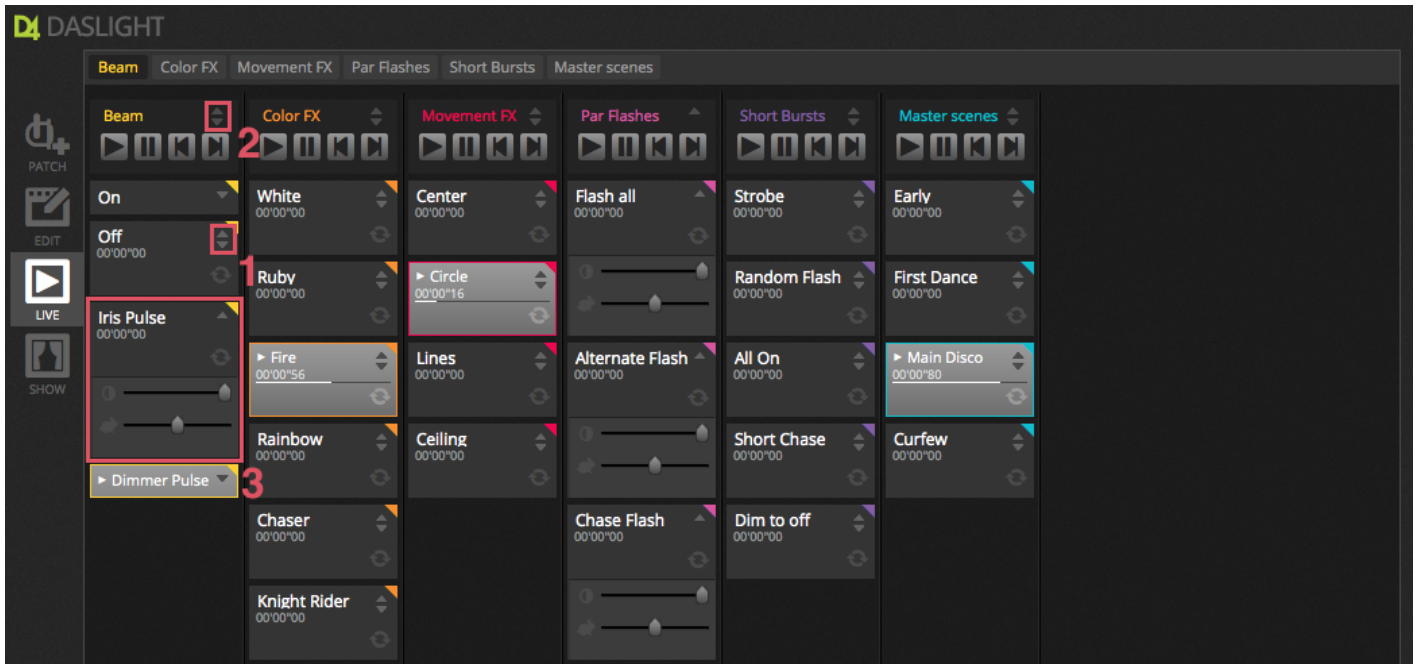 D4 DASLIGHT
Beam Color FX Movement FX Par Flashes Short Bursts Master scenes
PATCH
EDIT
LIVE
SHOW
Beam
2
On
Off
00'00"00
1
Iris Pulse
00'00"00
Dimmer Pulse
3
Color FX
White
00'00"00
Ruby
00'00"00
Fire
00'00"56
Rainbow
00'00"00
Chaser
00'00"00
Knight Rider
00'00"00
Movement FX
Center
00'00"00
Circle
00'00"16
Lines
00'00"00
Ceiling
00'00"00
Par Flashes
Flash all
00'00"00
Alternate Flash
00'00"00
Chase Flash
00'00"00
Short Bursts
Strobe
00'00"00
Random Flash
00'00"00
All On
00'00"00
Short Chase
00'00"00
Dim to off
00'00"00
Master scenes
Early
00'00"00
First Dance
00'00"00
Main Disco
00'00"80
Curfew
00'00"00